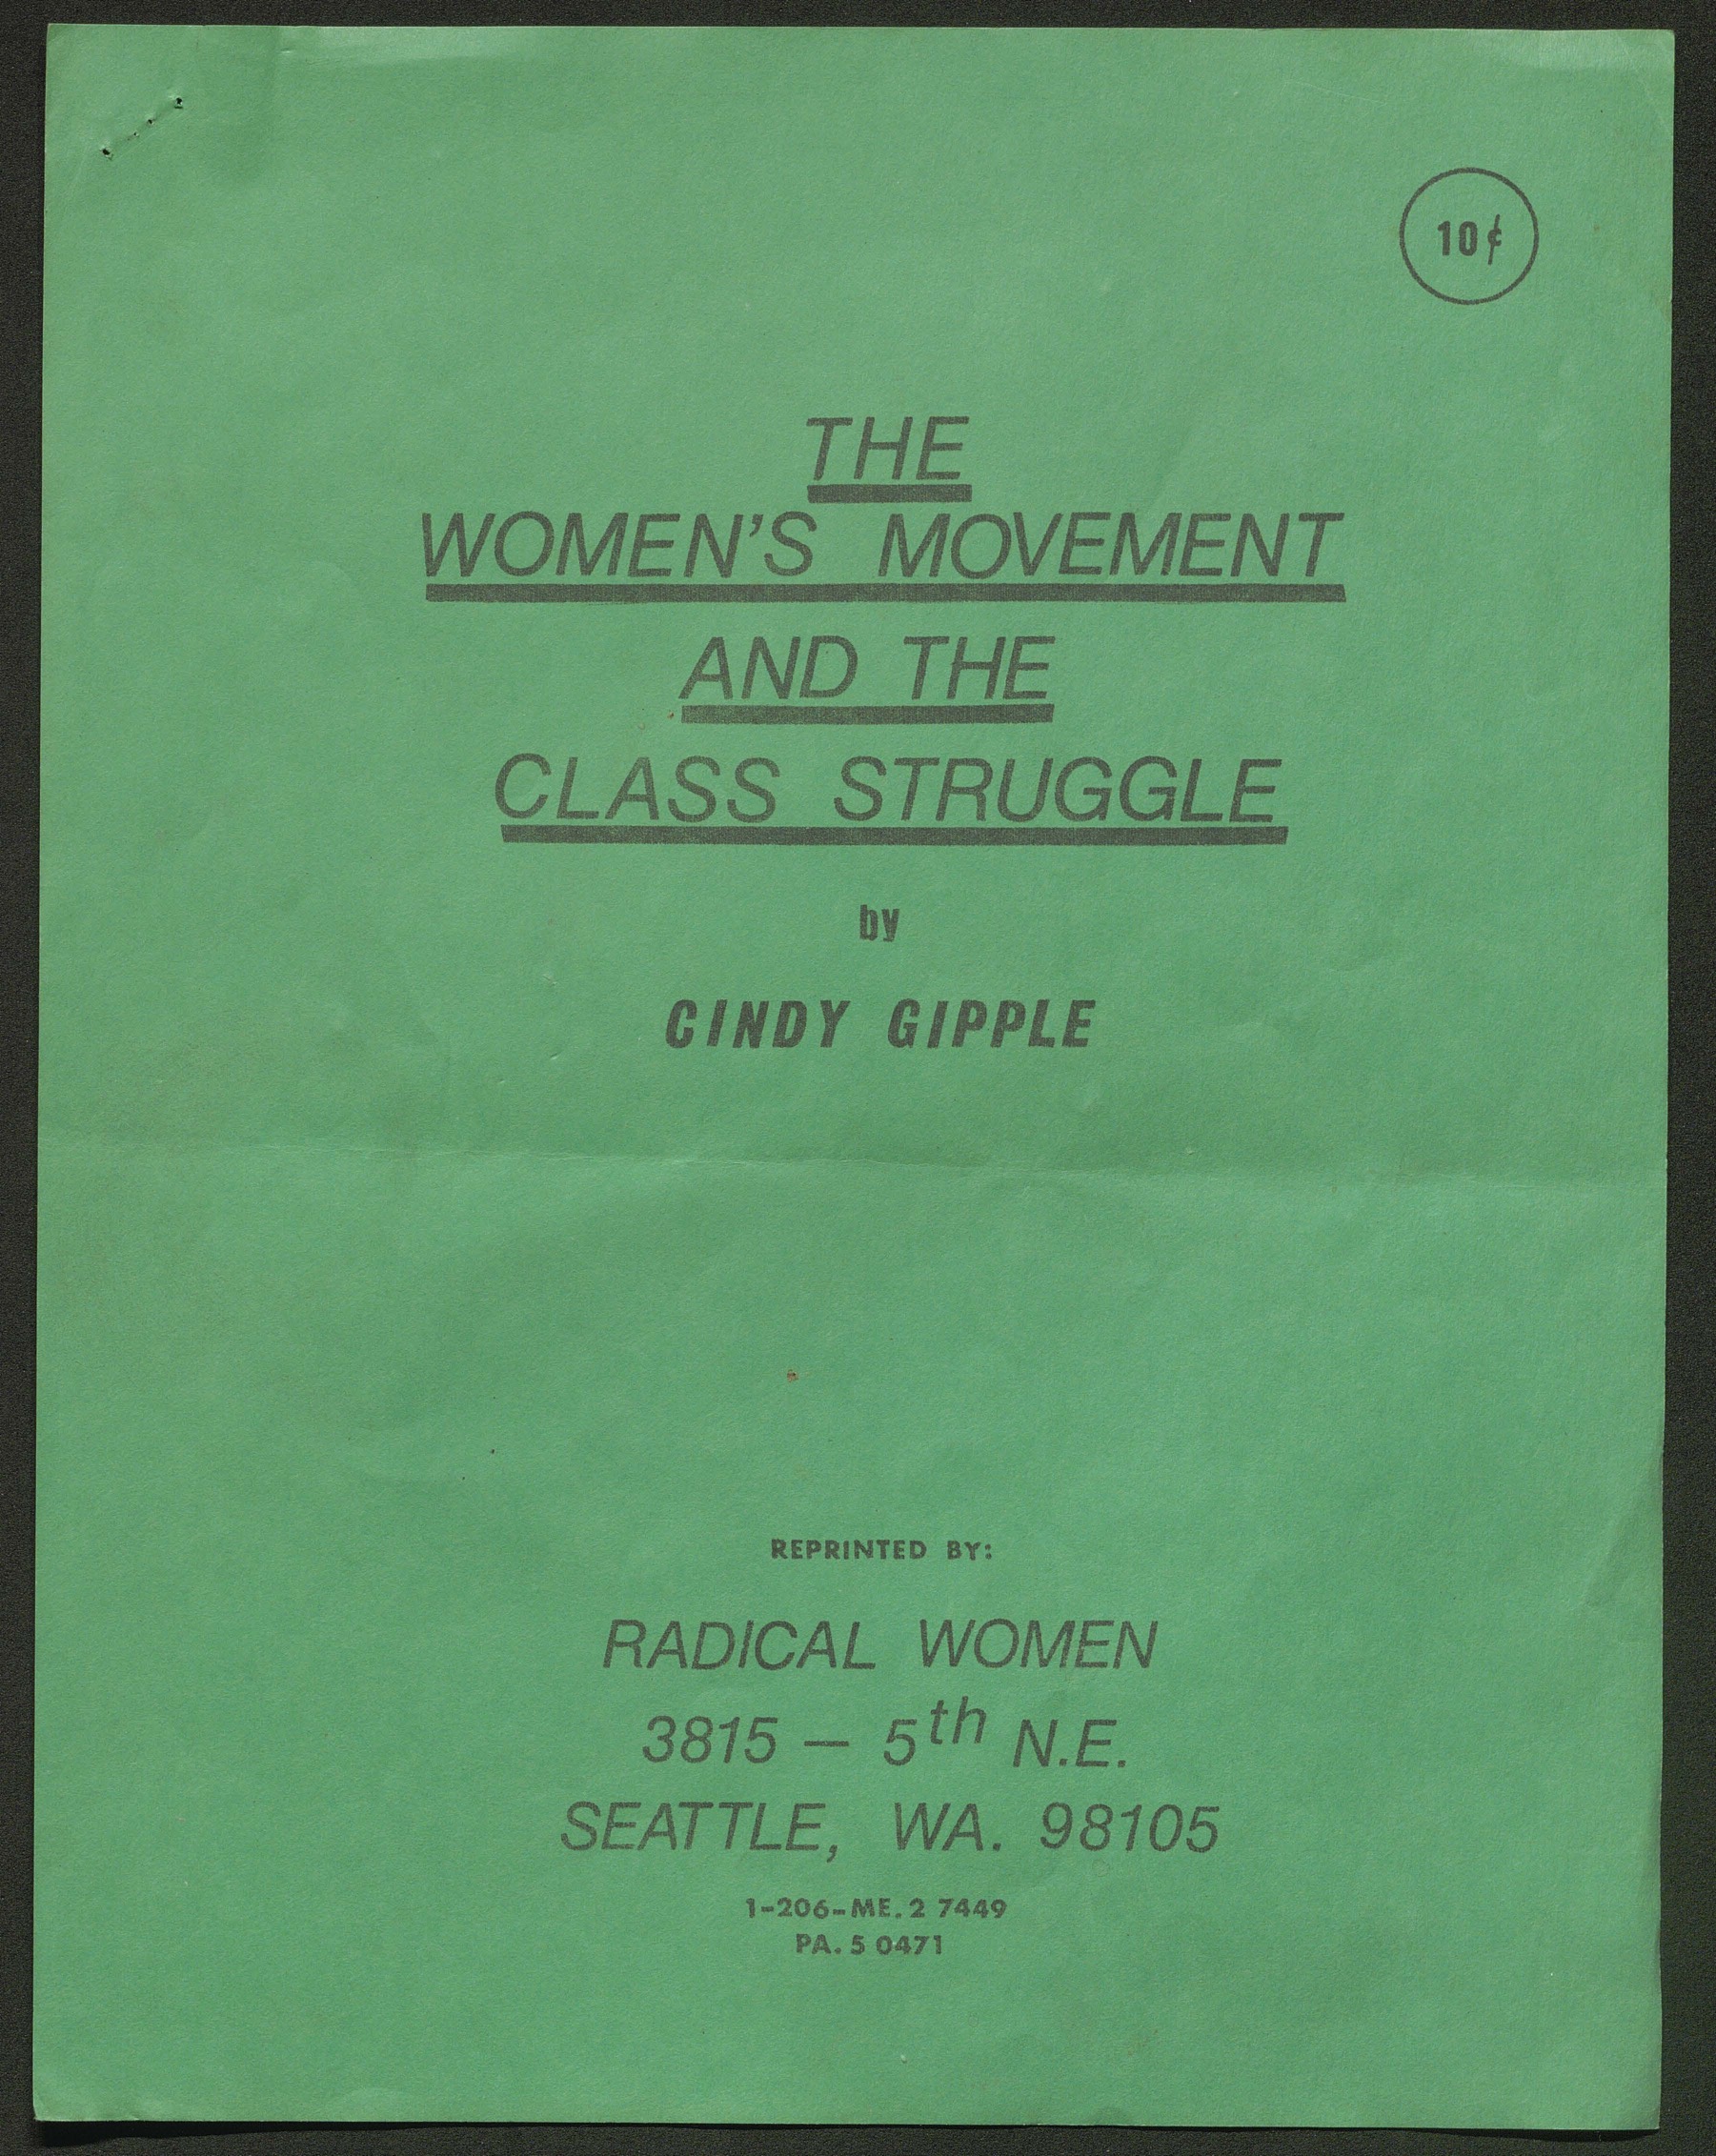 10¢
THE
WOMEN'S MOVEMENT
AND THE
CLASS STRUGGLE
by
CINDY GIPPLE
REPRINTED BY:
RADICAL WOMEN
3815 — 5th N.E.
SEATTLE, WA. 98105
1-206-ME. 2 7449
PA. 5 0471